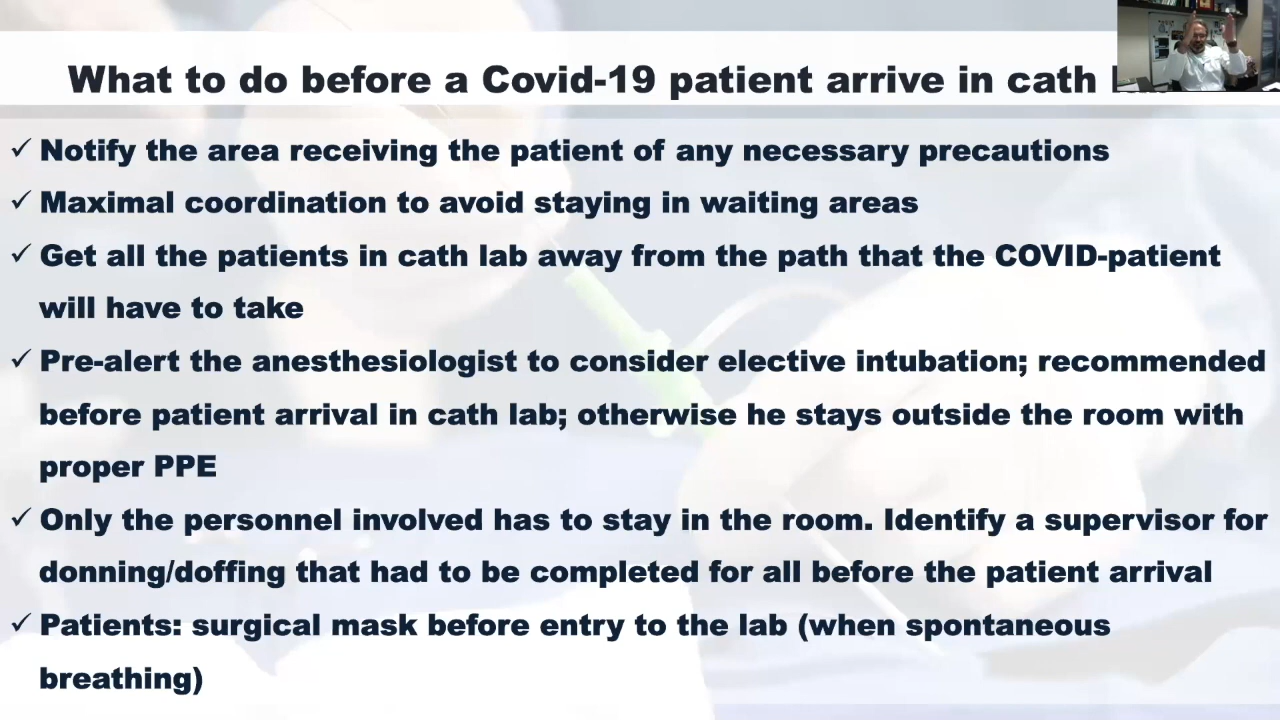 What to do before a Covid-19 patient arrive in cath
✓ Notify the area receiving the patient of any necessary precautions
✓ Maximal coordination to avoid staying in waiting areas
✓ Get all the patients in cath lab away from the path that the COVID-patient
will have to take
✓ Pre-alert the anesthesiologist to consider elective intubation; recommended
before patient arrival in cath lab; otherwise he stays outside the room with
proper PPE
✓ Only the personnel involved has to stay in the room. Identify a supervisor for
donning/doffing that had to be completed for all before the patient arrival
✓ Patients: surgical mask before entry to the lab (when spontaneous
breathing)